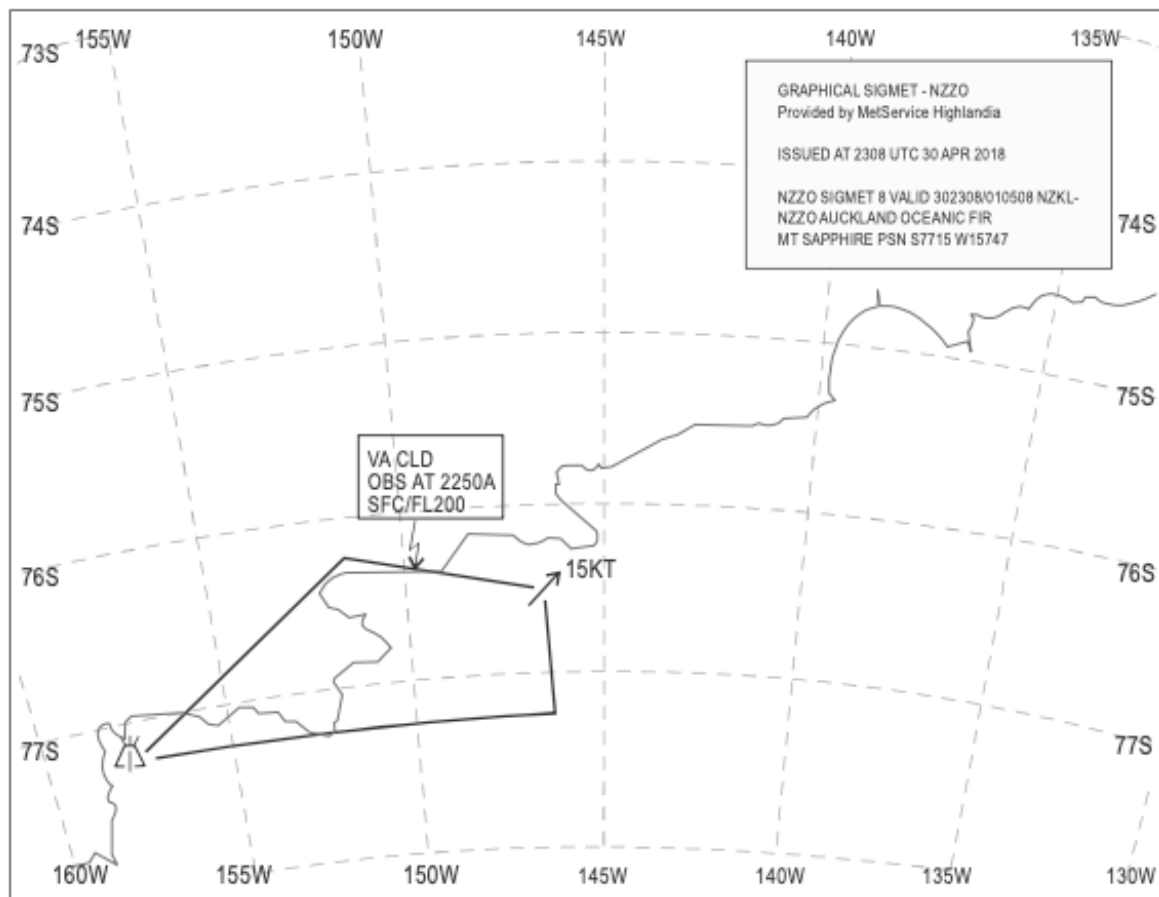 155W 150W 145W 140W 135W
73S
GRAPHICAL SIGMET - NZZO
Provided by MetService Highlandia
ISSUED AT 2308 UTC 30 APR 2018
NZZO SIGMET 8 VALID 302308/010508 NZKL-
NZZO AUCKLAND OCEANIC FIR
MT SAPPHIRE PSN S7715 W15747
74S 74S
75S 75S
VA CLD
OBS AT 2250A
SFC/FL200
76S 15KT 76S
77S 77S
160W 155W 150W 145W 140W 135W 130W